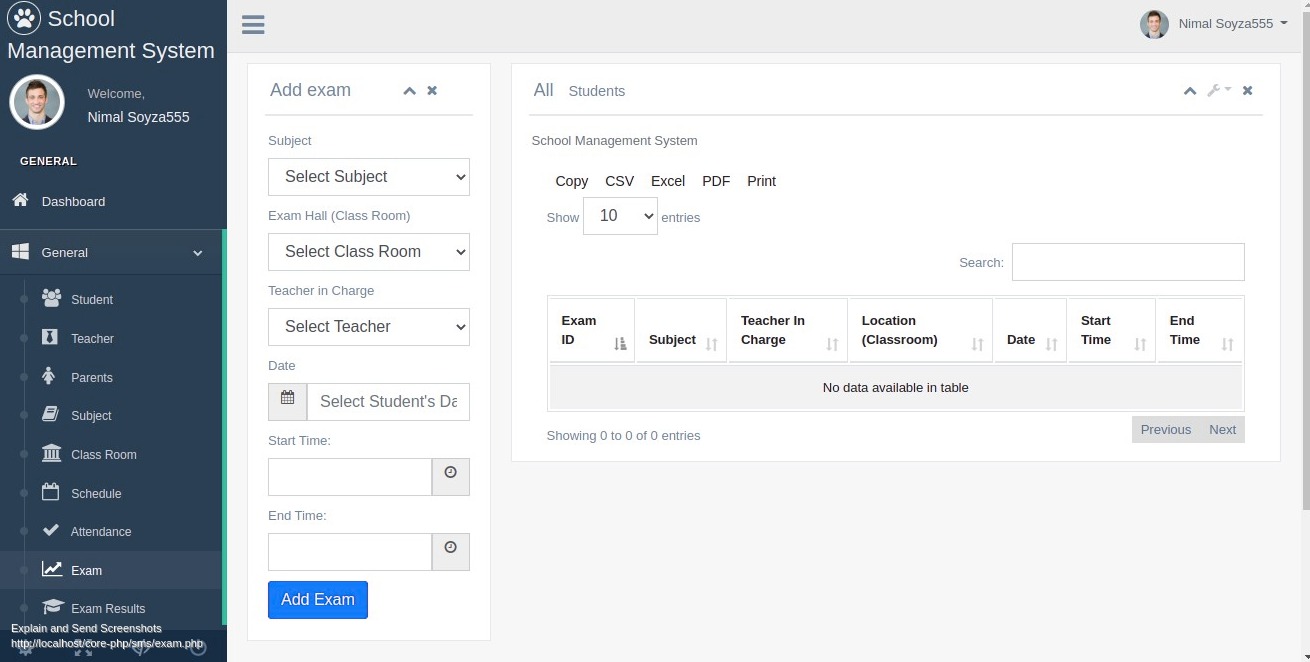 School
Management System
Welcome,
Nimal Soyza555
GENERAL
Dashboard
General
Student
Teacher
Parents
Subject
Class Room
Schedule
Attendance
Exam
Exam Results
Explain and Send Screenshots
http://localhost/core-php/sms/exam.php
Nimal Soyza555
Add exam
Subject
Select Subject
Exam Hall (Class Room)
Select Class Room
Teacher in Charge
Select Teacher
Date
Select Student's Da
Start Time:
End Time:
Add Exam
All Students
School Management System
Copy CSV Excel PDF Print
Show 10 entries
Search:
Exam ID Subject Teacher In Charge Location (Classroom) Date Start Time End Time
No data available in table
Showing 0 to 0 of 0 entries
Previous Next